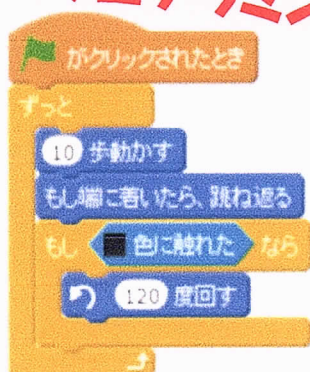 がクリックされたとき
ずっと
10 歩動かす
もし端に着いたら、跳ね返る
もし 色に触れた なら
120 度回す